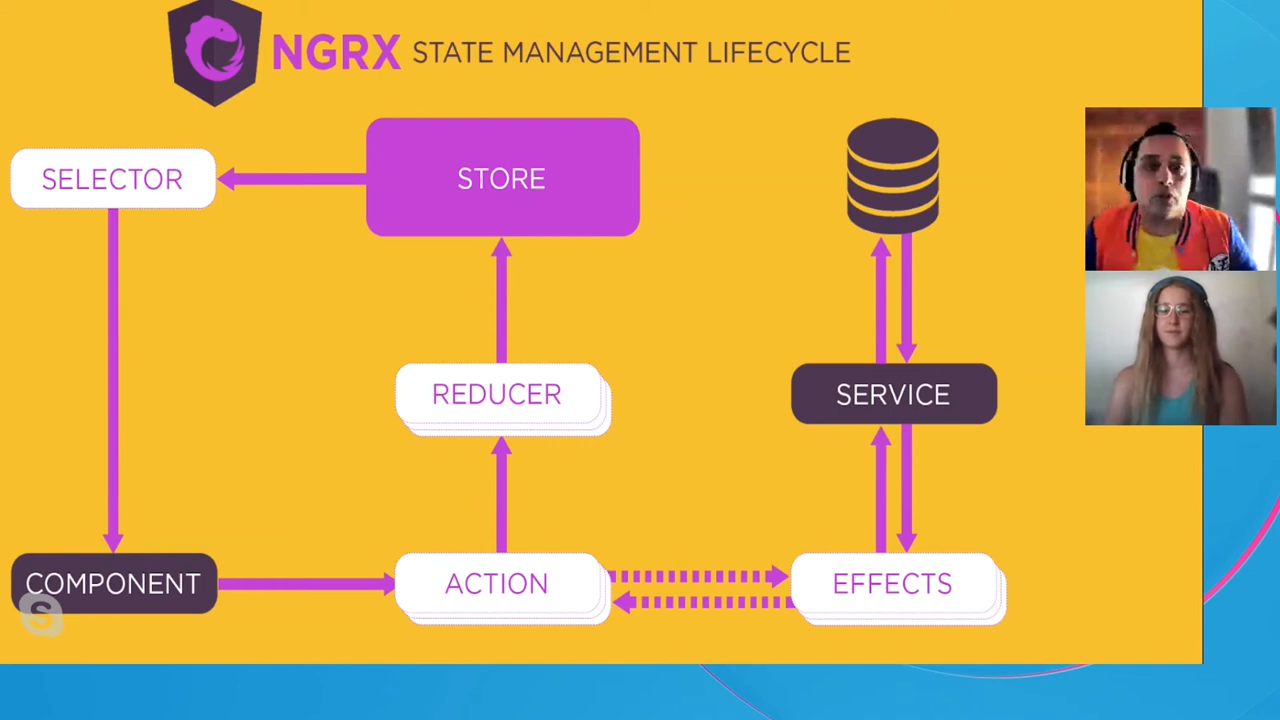 NGRX STATE MANAGEMENT LIFECYCLE
SELECTOR
STORE
REDUCER
SERVICE
COMPONENT
ACTION
EFFECTS
S